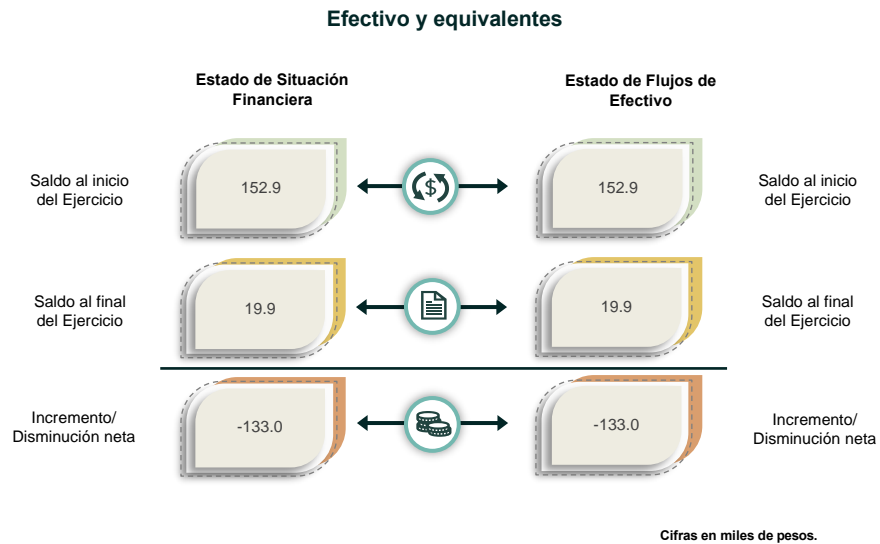 Efectivo y equivalentes
Estado de Situación
Financiera
Estado de Flujos de
Efectivo
Saldo al inicio
del Ejercicio
152.9
$
152.9
Saldo al inicio
del Ejercicio
Saldo al final
del Ejercicio
19.9
19.9
Saldo al final
del Ejercicio
Incremento/
Disminución neta
-133.0
-133.0
Incremento/
Disminución neta
Cifras en miles de pesos.